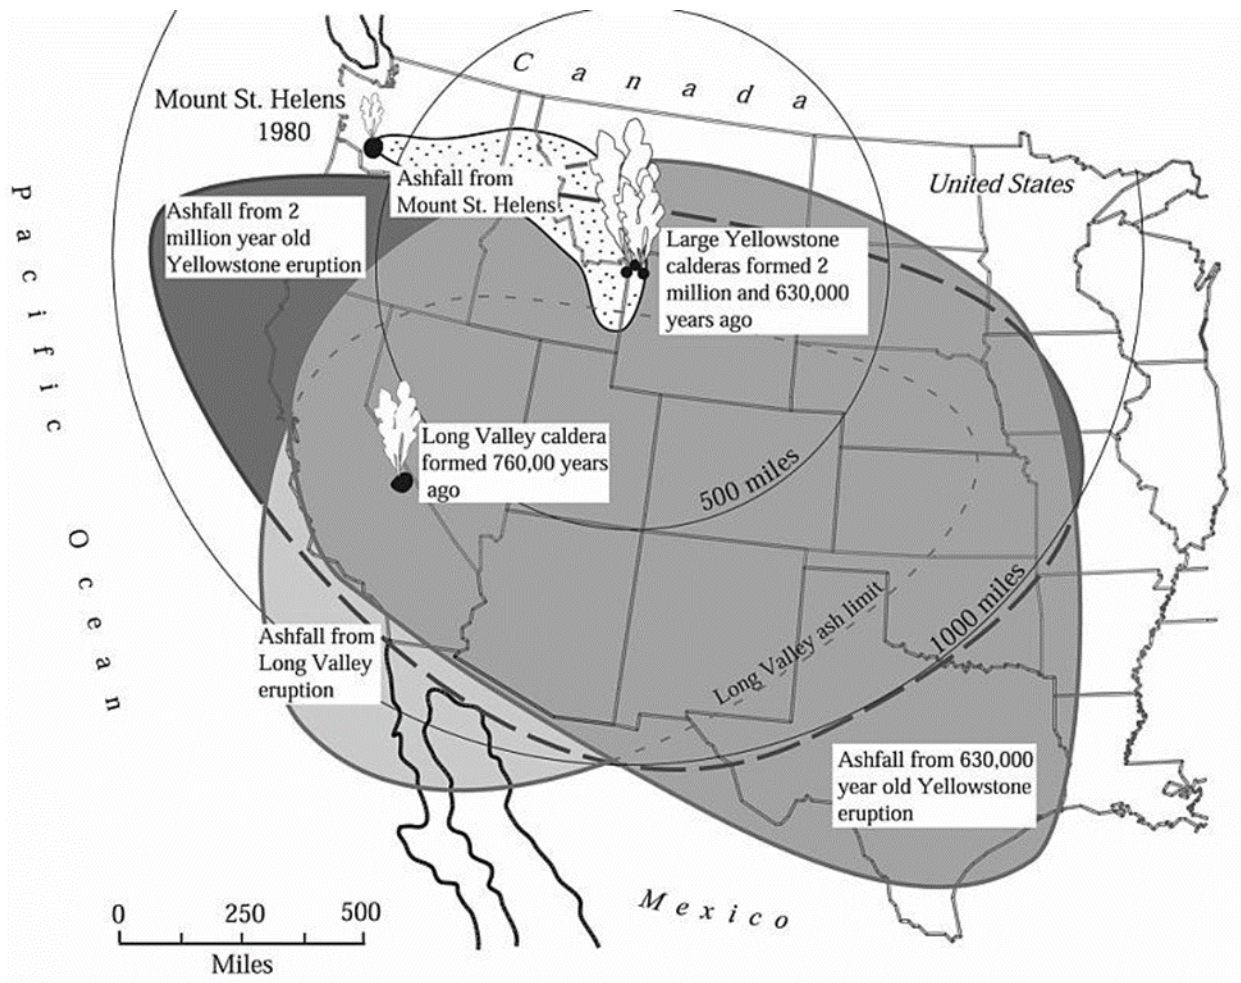 C a n a d a
Mount St. Helens
1980
Ashfall from
Mount St. Helens
United States
P a c i f i c
O c e a n
Ashfall from 2
million year old
Yellowstone eruption
Large Yellowstone
calderas formed 2
million and 630,000
years ago
Long Valley caldera
formed 760,00 years
ago
500 miles
1000 miles
Long Valley ash limit
Ashfall from
Long Valley
eruption
Ashfall from 630,000
year old Yellowstone
eruption
M e x i c o
0 250 500
Miles